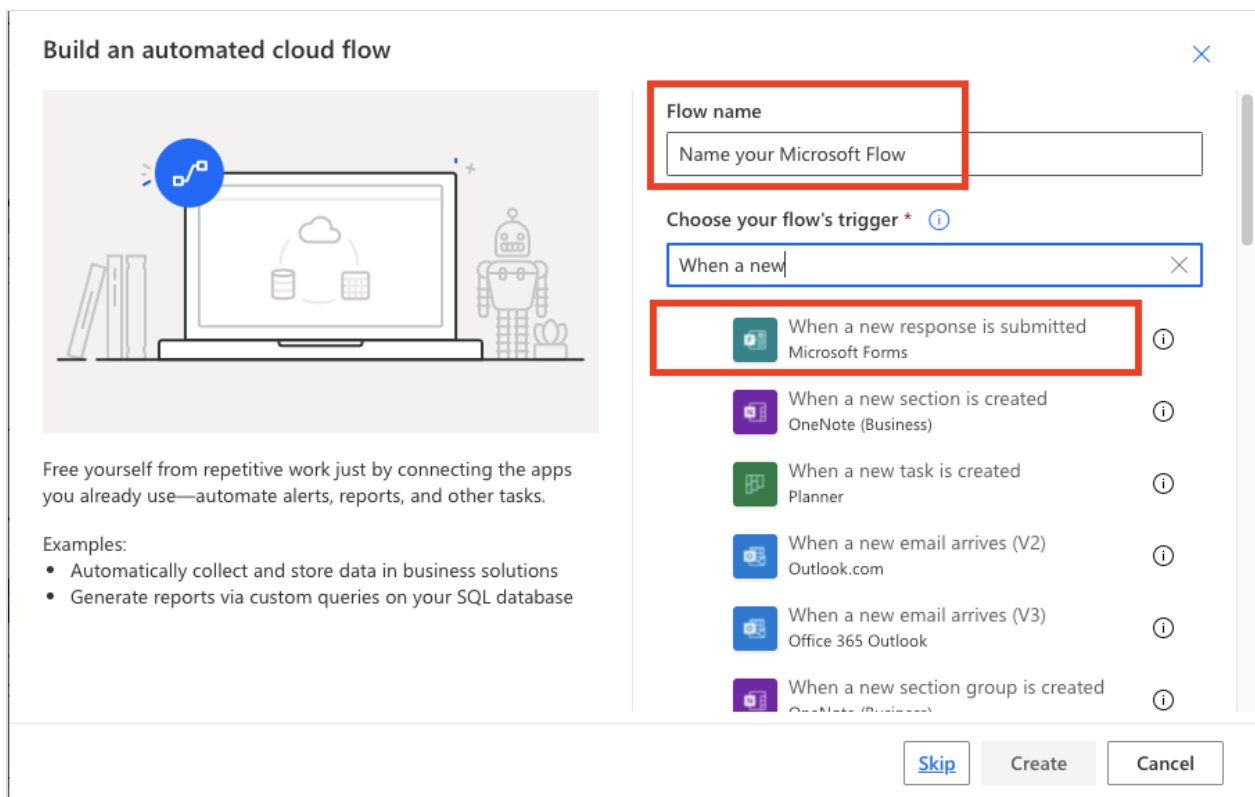 Build an automated cloud flow
Free yourself from repetitive work just by connecting the apps
you already use—automate alerts, reports, and other tasks.
Examples:
• Automatically collect and store data in business solutions
• Generate reports via custom queries on your SQL database
Flow name
Name your Microsoft Flow
Choose your flow's trigger *
When a new
When a new response is submitted
Microsoft Forms
When a new section is created
OneNote (Business)
When a new task is created
Planner
When a new email arrives (V2)
Outlook.com
When a new email arrives (V3)
Office 365 Outlook
When a new section group is created
OneNote (Business)
Skip
Create
Cancel